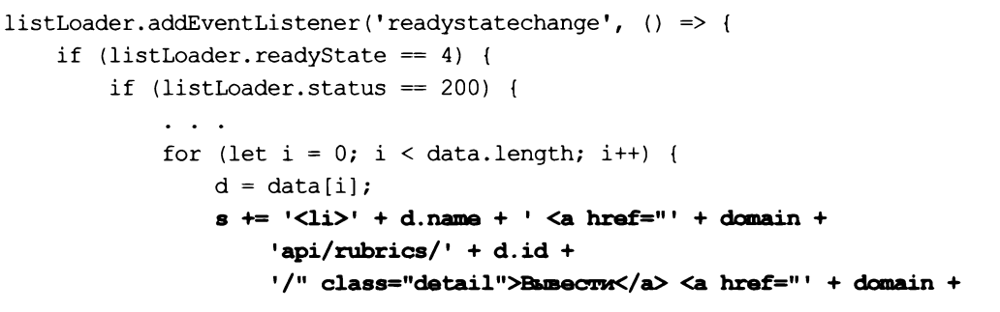 listLoader.addEventListener('readystatechange', () => {
if (listLoader.readyState == 4) {
if (listLoader.status == 200) {
. . .
for (let i = 0; i < data.length; i++) {
d = data[i];
s += '<li>' + d.name + ' <a href="' + domain +
'api/rubrics/' + d.id +
'/" class="detail">Вывести</a> <a href="' + domain +